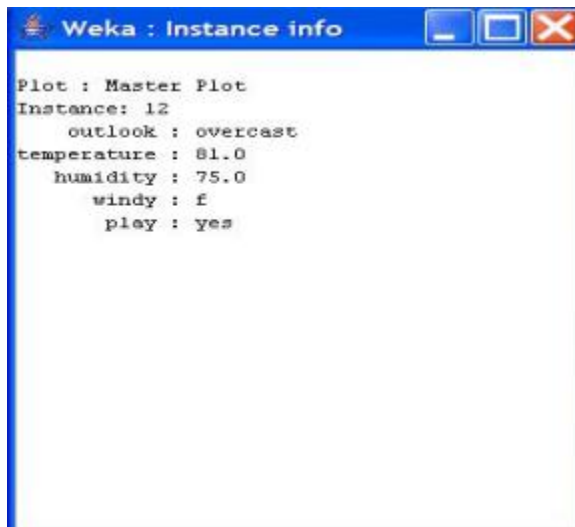 Weka : Instance info
Plot : Master Plot
Instance: 12
outlook : overcast
temperature : 81.0
humidity : 75.0
windy : f
play : yes